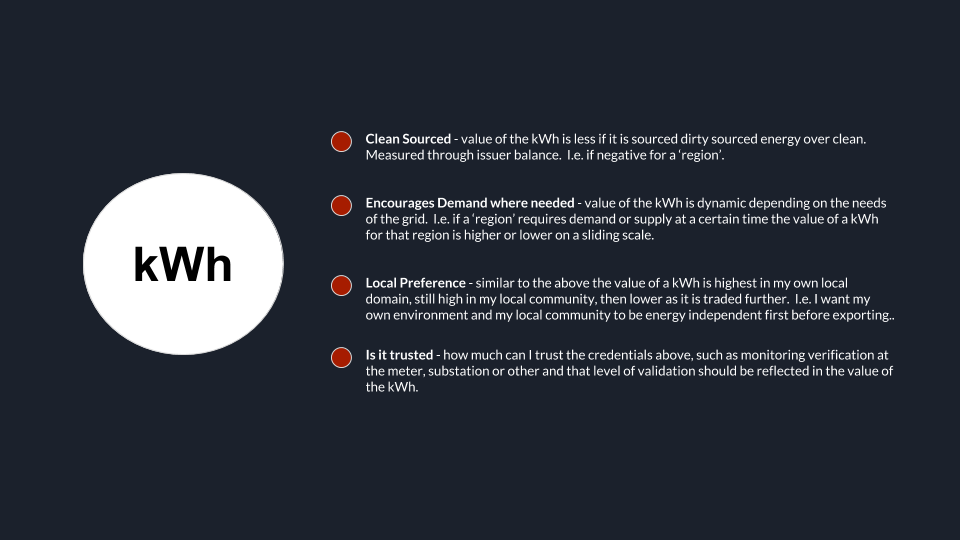 kWh
Clean Sourced - value of the kWh is less if it is sourced dirty sourced energy over clean.
Measured through issuer balance.  I.e. if negative for a ‘region’.
Encourages Demand where needed - value of the kWh is dynamic depending on the needs
of the grid.  I.e. if a ‘region’ requires demand or supply at a certain time the value of a kWh
for that region is higher or lower on a sliding scale.
Local Preference - similar to the above the value of a kWh is highest in my own local
domain, still high in my local community, then lower as it is traded further.  I.e. I want my
own environment and my local community to be energy independent first before exporting..
Is it trusted - how much can I trust the credentials above, such as monitoring verification at
the meter, substation or other and that level of validation should be reflected in the value of
the kWh.